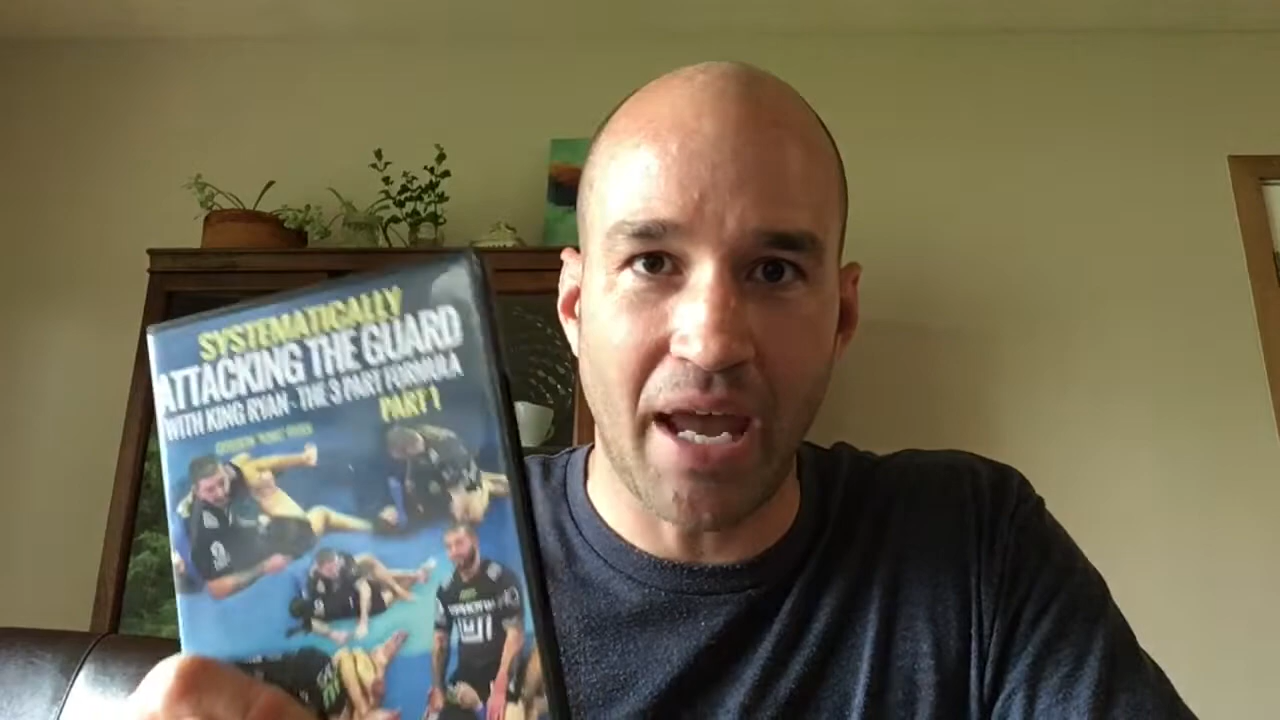 SYSTEMATICALLY
ATTACKING THE GUARD
WITH KING RYAN - THE 3 PART FORMULA
PART 1